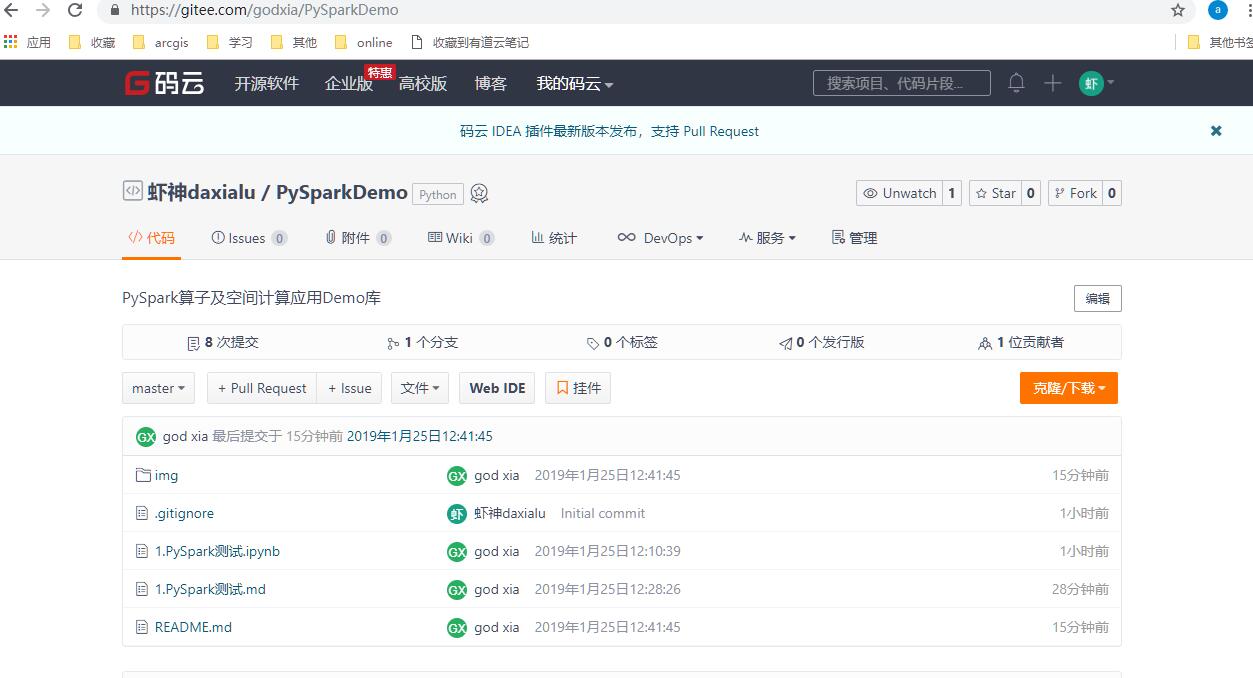 https://gitee.com/godxia/PySparkDemo
a
应用 收藏 arcgis 学习 其他 online 收藏到有道云笔记 其他书签
G 码云 开源软件 企业版 特惠 高校版 博客 我的码云 搜索项目、代码片段... 虾
码云 IDEA 插件最新版本发布，支持 Pull Request
虾神daxialu / PySparkDemo Python Unwatch 1 Star 0 Fork 0
代码 Issues 0 附件 0 Wiki 0 统计 DevOps 服务 管理
PySpark算子及空间计算应用Demo库 编辑
8 次提交 1 个分支 0 个标签 0 个发行版 1 位贡献者
master + Pull Request + Issue 文件 Web IDE 挂件 克隆/下载
GX god xia 最后提交于 15分钟前 2019年1月25日12:41:45
img GX god xia 2019年1月25日12:41:45 15分钟前
.gitignore 虾 虾神daxialu Initial commit 1小时前
1.PySpark测试.ipynb GX god xia 2019年1月25日12:10:39 1小时前
1.PySpark测试.md GX god xia 2019年1月25日12:28:26 28分钟前
README.md GX god xia 2019年1月25日12:41:45 15分钟前